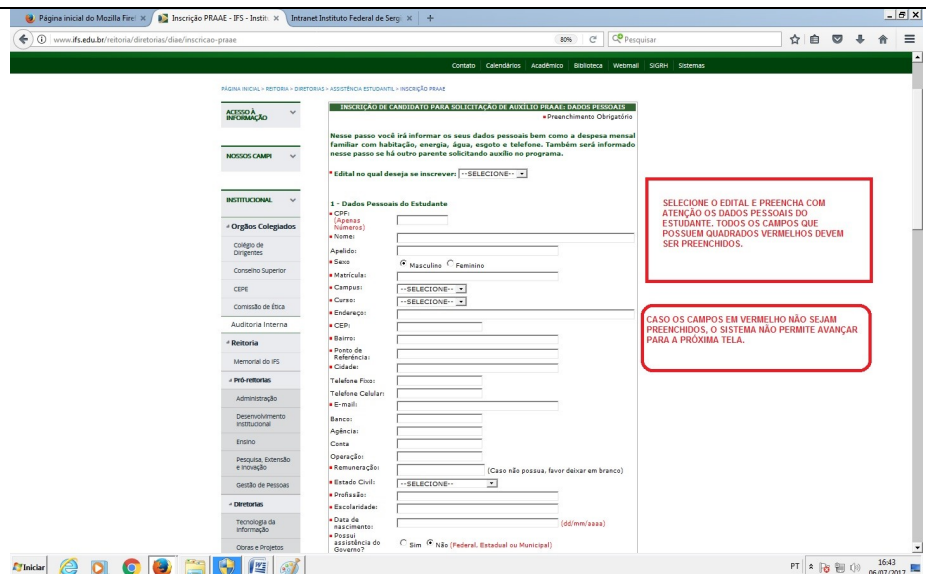 Página inicial do Mozilla Firef
Inscrição PRAAE - IFS - Institu
Intranet Instituto Federal de Sergi
www.ifs.edu.br/reitoria/diretorias/diae/inscricao-praae
80%
Pesquisar
Contato Calendários Acadêmico Biblioteca Webmail SIGRH Sistemas
PÁGINA INICIAL > REITORIA > DIRETORIAS > ASSISTÊNCIA ESTUDANTIL > INSCRIÇÃO PRAAE
ACESSO À
INFORMAÇÃO
NOSSOS CAMPI
INSTITUCIONAL
Orgãos Colegiados
Colégio de
Dirigentes
Conselho Superior
CEPE
Comissão de Ética
Auditoria Interna
Reitoria
Memorial do IFS
Pró-reitorias
Administração
Desenvolvimento
Institucional
Ensino
Pesquisa, Extensão
e Inovação
Gestão de Pessoas
Diretorias
Tecnologia da
Informação
Obras e Projetos
INSCRIÇÃO DE CANDIDATO PARA SOLICITAÇÃO DE AUXÍLIO PRAAE: DADOS PESSOAIS
Preenchimento Obrigatório
Nesse passo você irá informar os seus dados pessoais bem como a despesa mensal
familiar com habitação, energia, água, esgoto e telefone. Também será informado
nesse passo se há outro parente solicitando auxílio no programa.
Edital no qual deseja se inscrever: --SELECIONE--
1 - Dados Pessoais do Estudante
CPF:
(Apenas
Números)
Nome:
Apelido:
Sexo Masculino Feminino
Matrícula:
Campus: --SELECIONE--
Curso: --SELECIONE--
Endereço:
CEP:
Bairro:
Ponto de
Referência:
Cidade:
Telefone Fixo:
Telefone Celular:
E-mail:
Banco:
Agência:
Conta
Operação:
Remuneração: (Caso não possua, favor deixar em branco)
Estado Civil: --SELECIONE--
Profissão:
Escolaridade:
Data de
nascimento: (dd/mm/aaaa)
Possui
assistência do
Governo? Sim Não (Federal, Estadual ou Municipal)
SELECIONE O EDITAL E PREENCHA COM
ATENÇÃO OS DADOS PESSOAIS DO
ESTUDANTE. TODOS OS CAMPOS QUE
POSSUEM QUADRADOS VERMELHOS DEVEM
SER PREENCHIDOS.
CASO OS CAMPOS EM VERMELHO NÃO SEJAM
PREENCHIDOS, O SISTEMA NÃO PERMITE AVANÇAR
PARA A PRÓXIMA TELA.
Iniciar
PT
16:43
06/07/2017